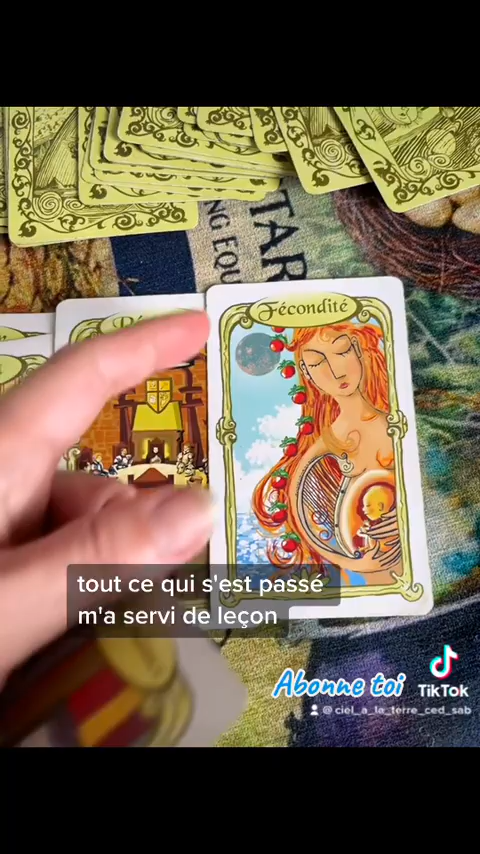 Fécondité
tout ce qui s'est passé
m'a servi de leçon
Abonne toi
TikTok
@ciel_a_la_terre_ced_sab